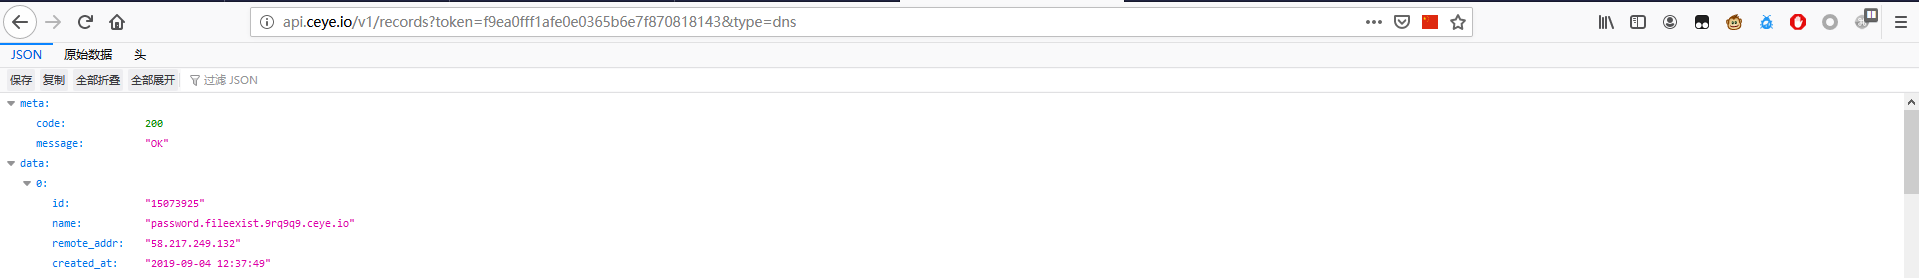 api.ceye.io/v1/records?token=f9ea0fff1afe0e0365b6e7f870818143&type=dns
JSON 原始数据 头
保存 复制 全部折叠 全部展开 过滤 JSON
meta:
code: 200
message: "OK"
data:
0:
id: "15073925"
name: "password.fileexist.9rq9q9.ceye.io"
remote_addr: "58.217.249.132"
created_at: "2019-09-04 12:37:49"